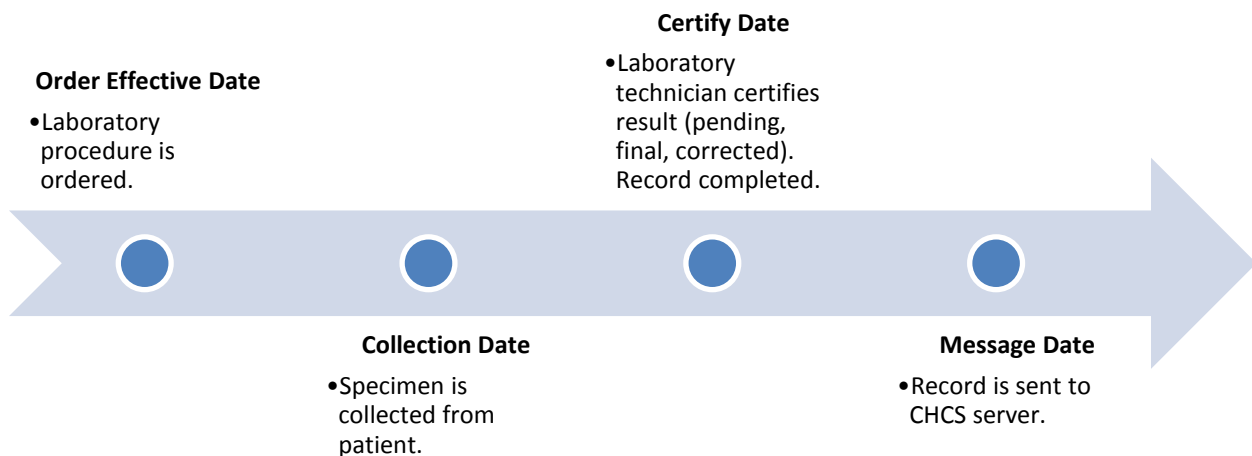 Order Effective Date
•Laboratory
procedure is
ordered.
Collection Date
•Specimen is
collected from
patient.
Certify Date
•Laboratory
technician certifies
result (pending,
final, corrected).
Record completed.
Message Date
•Record is sent to
CHCS server.